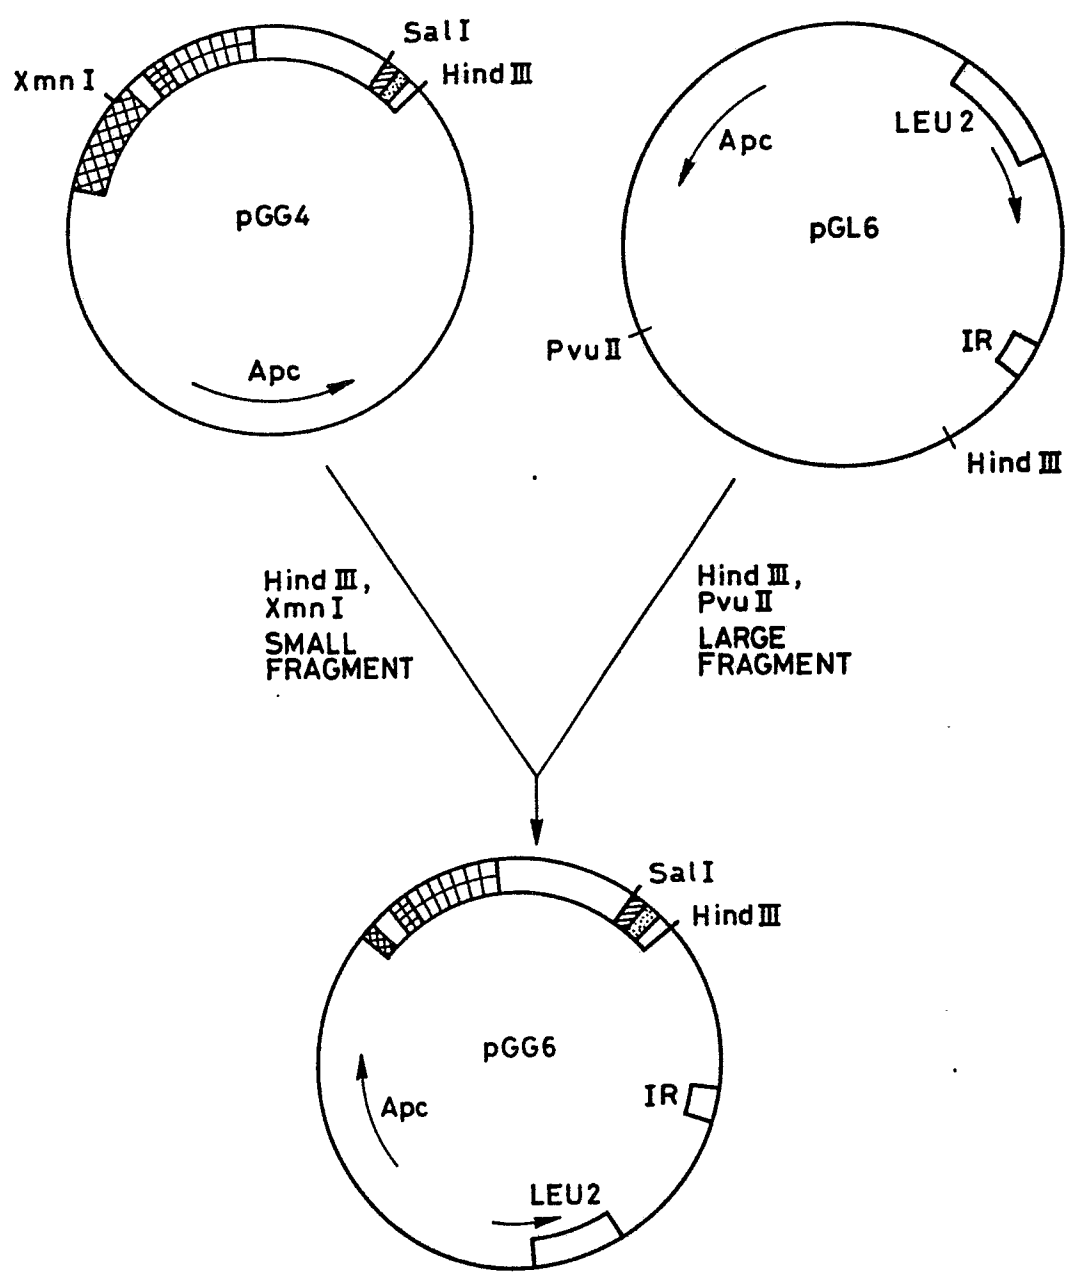 Sal I
Hind III
Xmn I
pGG4
Apc
LEU 2
Apc
pGL6
Pvu II
IR
Hind III
Hind III,
Xmn I
SMALL
FRAGMENT
Hind III,
Pvu II
LARGE
FRAGMENT
Sal I
Hind III
pGG6
Apc
IR
LEU2